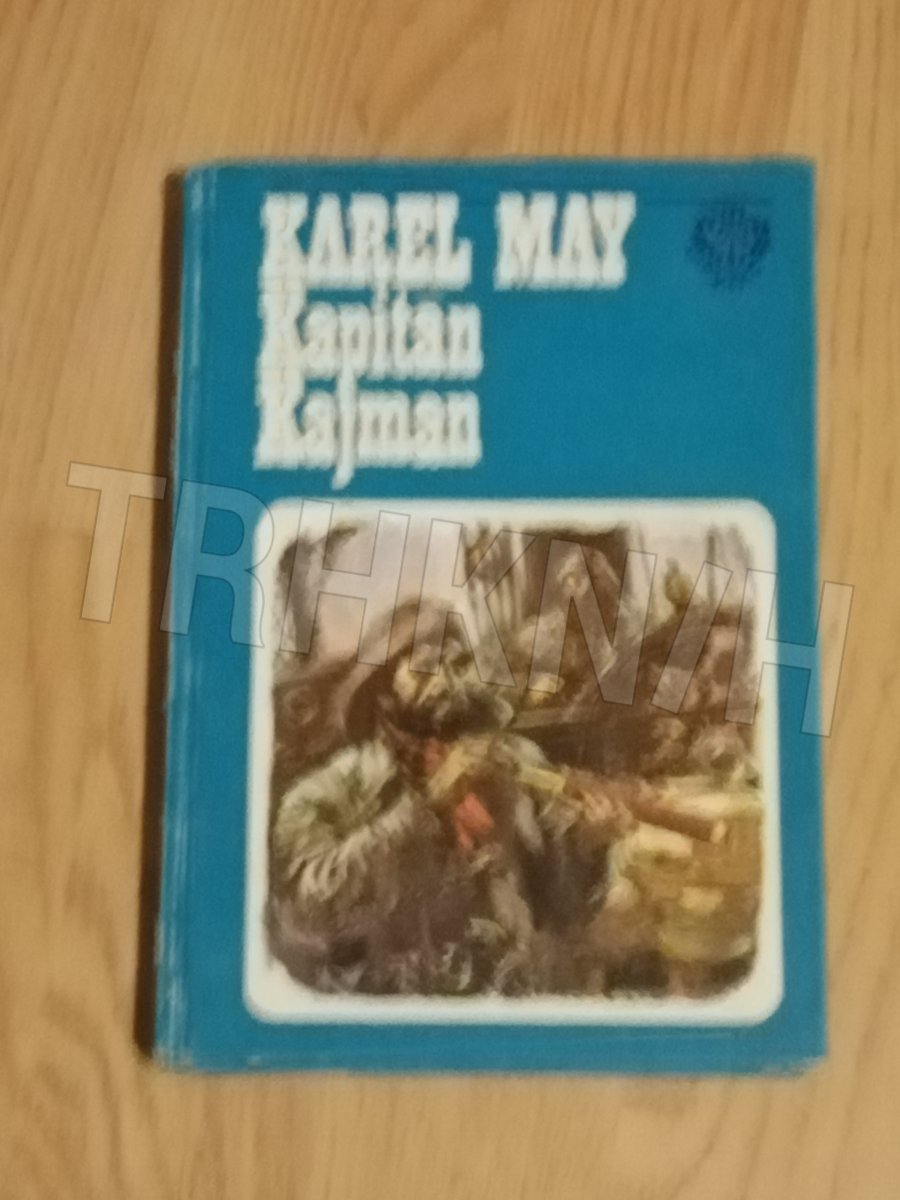 KAREL MAY
Kapitán
Kajman
TRHKNIH